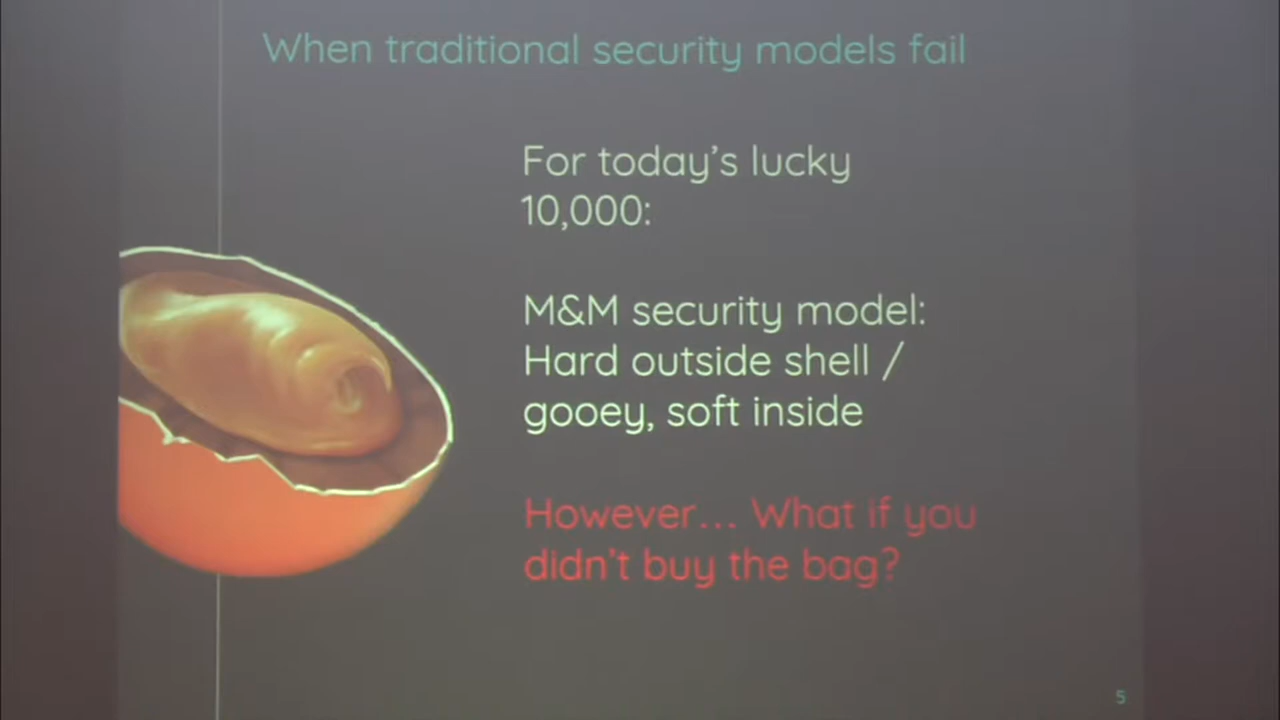 When traditional security models fail
For today's lucky
10,000:
M&M security model:
Hard outside shell /
gooey, soft inside
However... What if you
didn't buy the bag?
5